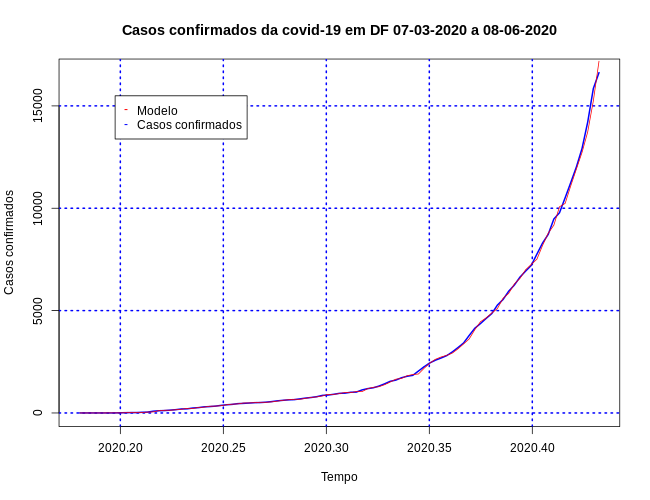 Casos confirmados da covid-19 em DF 07-03-2020 a 08-06-2020
Casos confirmados
15000
10000
5000
0
- Modelo
- Casos confirmados
2020.20 2020.25 2020.30 2020.35 2020.40
Tempo